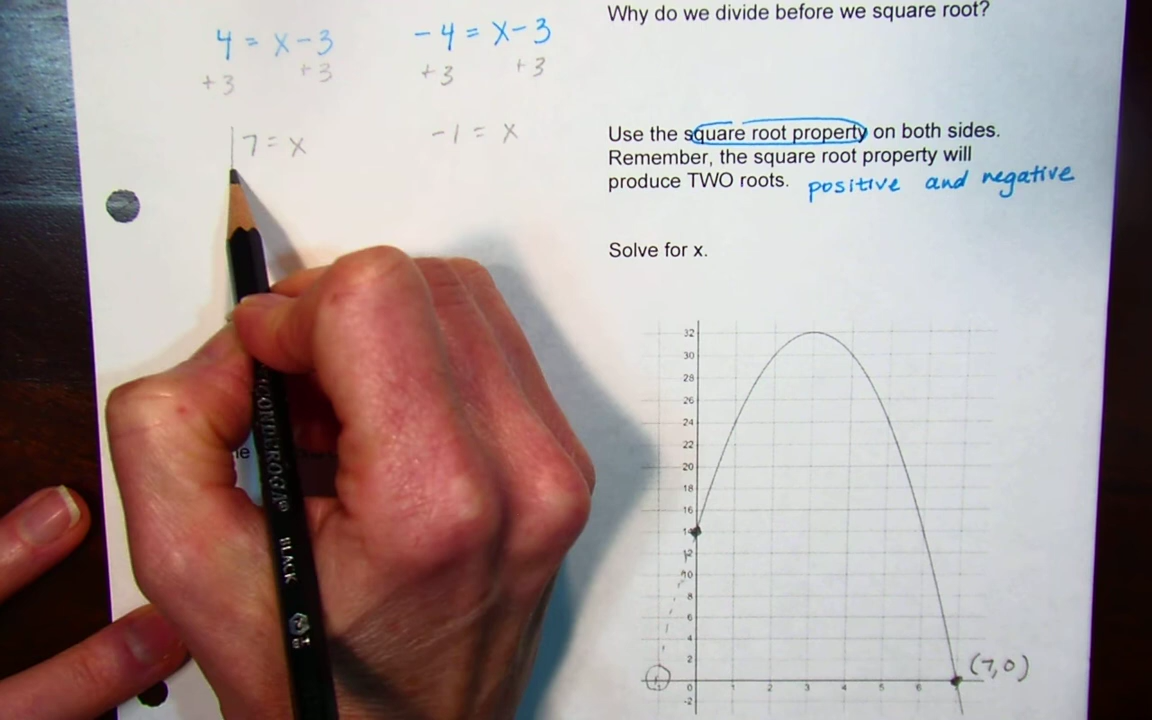 4 = x - 3
+3 +3
7 = x
-4 = x - 3
+3 +3
-1 = x
Why do we divide before we square root?
Use the square root property on both sides.
Remember, the square root property will
produce TWO roots. positive and negative
Solve for x.
32
30
28
26
24
22
20
18
16
14
12
10
8
6
4
2
0 1 2 3 4 5 6
-2
(7,0)
TICONDEROGA®
BLACK